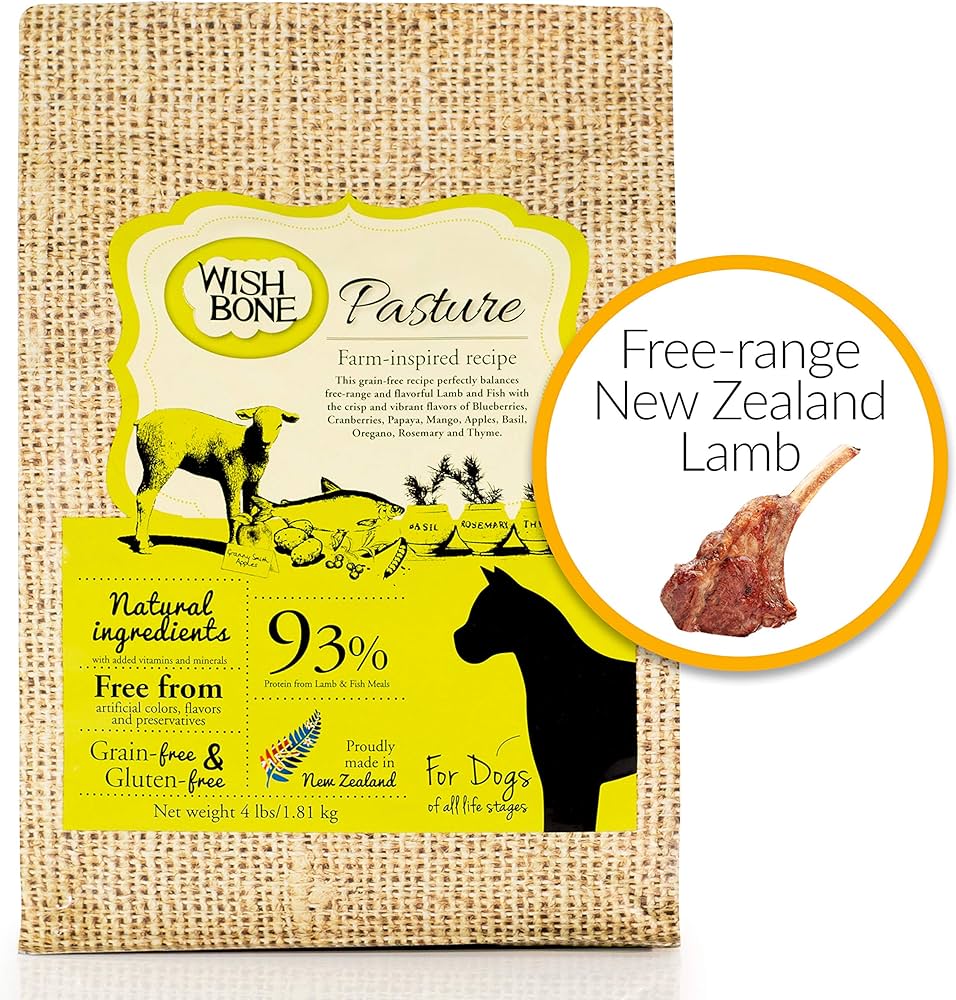 WISH
BONE
Pasture
Farm-inspired recipe
This grain-free recipe perfectly balances
free-range and flavorful Lamb and Fish with
the crisp and vibrant flavors of Blueberries,
Cranberries, Papaya, Mango, Apples, Basil,
Oregano, Rosemary and Thyme.
Granny Smith
Apples
BASIL
ROSEMARY
TH
Natural
ingredients
with added vitamins and minerals
Free from
artificial colors, flavors
and preservatives
Grain-free &
Gluten-free
93%
Protein from Lamb & Fish Meals
Proudly
made in
New Zealand
Net weight 4 lbs/1.81 kg
For Dogs
of all life stages
Free-range
New Zealand
Lamb